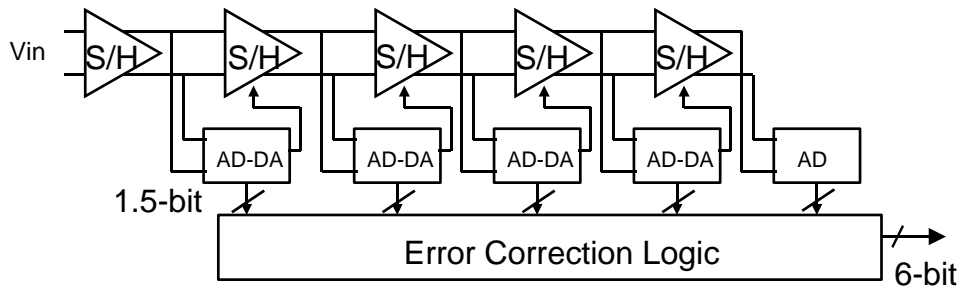 Vin
S/H
S/H
S/H
S/H
S/H
AD-DA
AD-DA
AD-DA
AD-DA
AD
1.5-bit
Error Correction Logic
6-bit